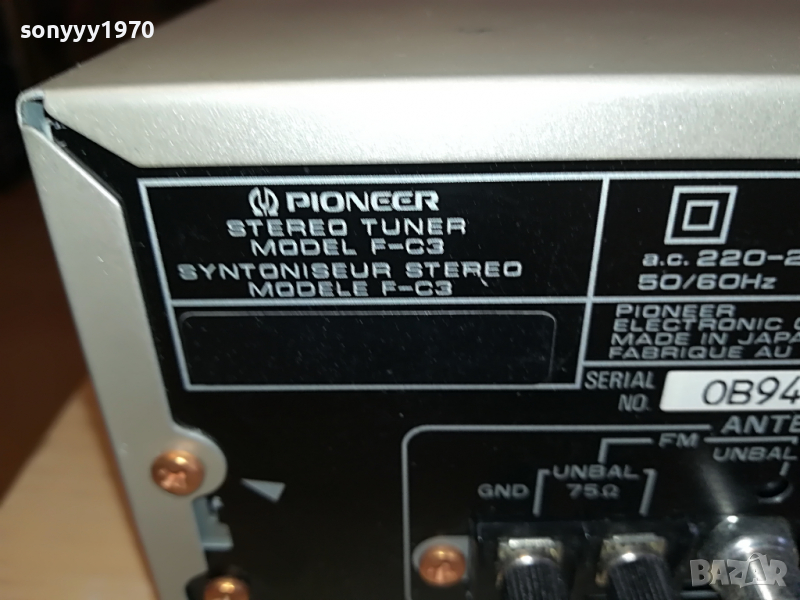 sonyyy1970
PIONEER
STEREO TUNER
MODEL F-C3
SYNTONISEUR STEREO
MODELE F-C3
a.c. 220-2
50/60Hz
PIONEER
ELECTRONIC C
MADE IN JAPA
FABRIQUE AU
SERIAL
NO.
0B94
ANTE
FM
UNBAL
UNBAL
75Ω
GND
BAZAR